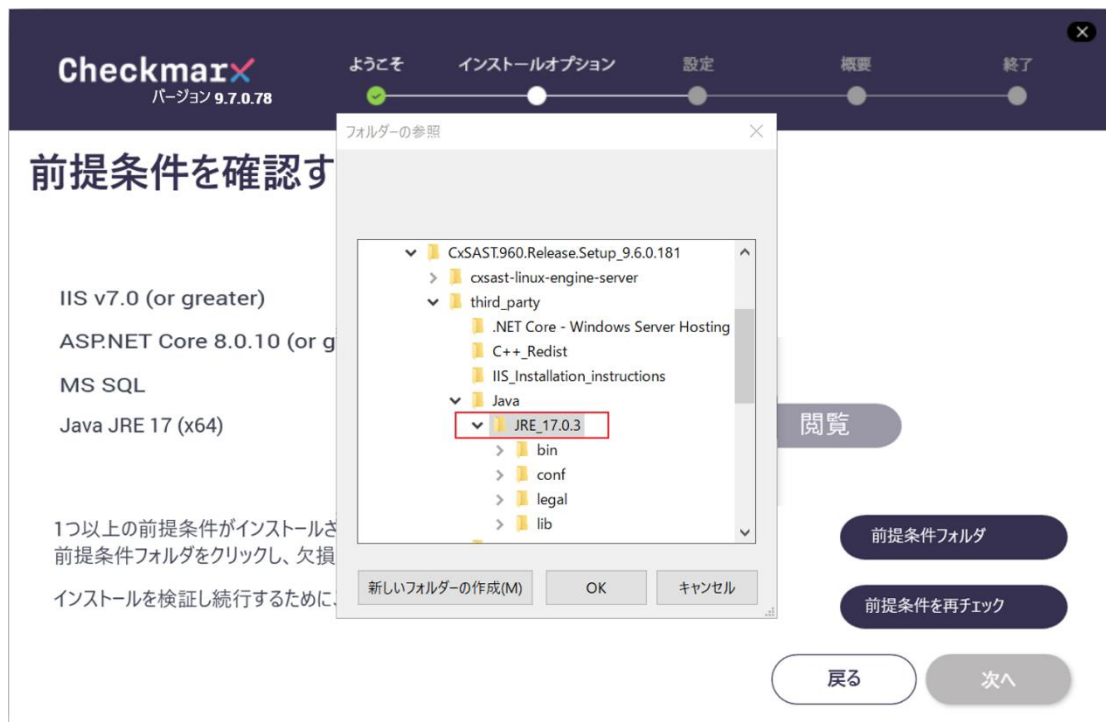 Checkmarx
バージョン 9.7.0.78
ようこそ
インストールオプション
設定
概要
終了
フォルダーの参照
前提条件を確認す
CxSAST.960.Release.Setup_9.6.0.181
cxsast-linux-engine-server
third_party
.NET Core - Windows Server Hosting
C++_Redist
IIS_Installation_instructions
Java
JRE_17.0.3
bin
conf
legal
lib
IIS v7.0 (or greater)
ASP.NET Core 8.0.10 (or g
MS SQL
Java JRE 17 (x64)
閲覧
1つ以上の前提条件がインストールさ
前提条件フォルダをクリックし、欠損
インストールを検証し続行するために
新しいフォルダーの作成(M)
OK
キャンセル
前提条件フォルダ
前提条件を再チェック
戻る
次へ